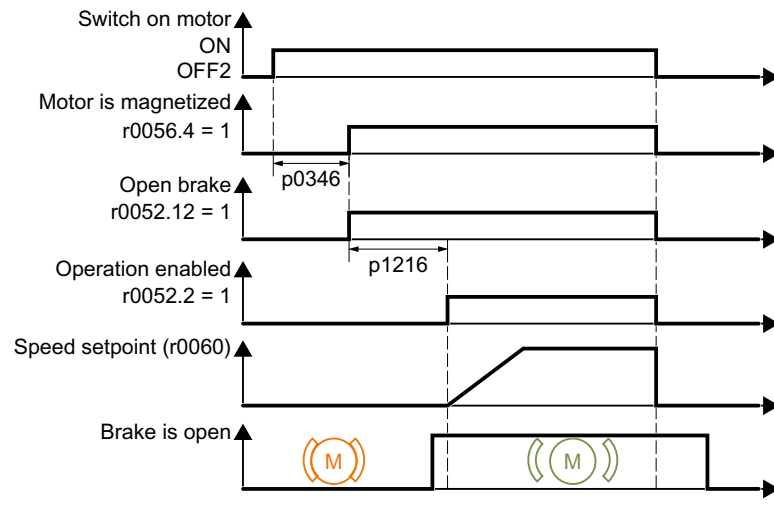 Switch on motor
ON
OFF2
Motor is magnetized
r0056.4 = 1
p0346
Open brake
r0052.12 = 1
p1216
Operation enabled
r0052.2 = 1
Speed setpoint (r0060)
Brake is open
M
M